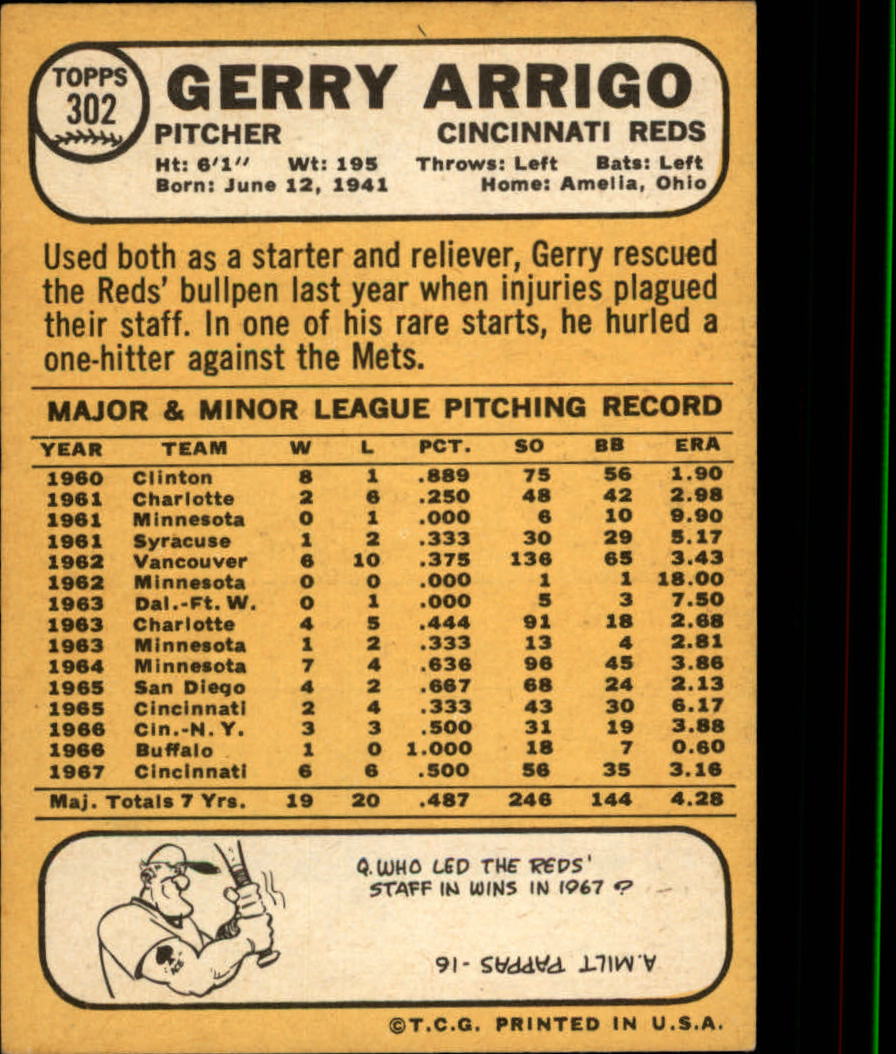 TOPPS
302
GERRY ARRIGO
PITCHER CINCINNATI REDS
Ht: 6'1" Wt: 195 Throws: Left Bats: Left
Born: June 12, 1941 Home: Amelia, Ohio
Used both as a starter and reliever, Gerry rescued
the Reds' bullpen last year when injuries plagued
their staff. In one of his rare starts, he hurled a
one-hitter against the Mets.
MAJOR & MINOR LEAGUE PITCHING RECORD
YEAR TEAM W L PCT. SO BB ERA
1960 Clinton 8 1 .889 75 56 1.90
1961 Charlotte 2 6 .250 48 42 2.98
1961 Minnesota 0 1 .000 6 10 9.90
1961 Syracuse 1 2 .333 30 29 5.17
1962 Vancouver 6 10 .375 136 65 3.43
1962 Minnesota 0 0 .000 1 1 18.00
1963 Dal.-Ft. W. 0 1 .000 5 3 7.50
1963 Charlotte 4 5 .444 91 18 2.68
1963 Minnesota 1 2 .333 13 4 2.81
1964 Minnesota 7 4 .636 96 45 3.86
1965 San Diego 4 2 .667 68 24 2.13
1965 Cincinnati 2 4 .333 43 30 6.17
1966 Cin.-N.Y. 3 3 .500 31 19 3.88
1966 Buffalo 1 0 1.000 18 7 0.60
1967 Cincinnati 6 6 .500 56 35 3.16
Maj. Totals 7 Yrs. 19 20 .487 246 144 4.28
Q. WHO LED THE REDS'
STAFF IN WINS IN 1967?
A. MILT PAPPAS -16
ACE
©T.C.G. PRINTED IN U.S.A.